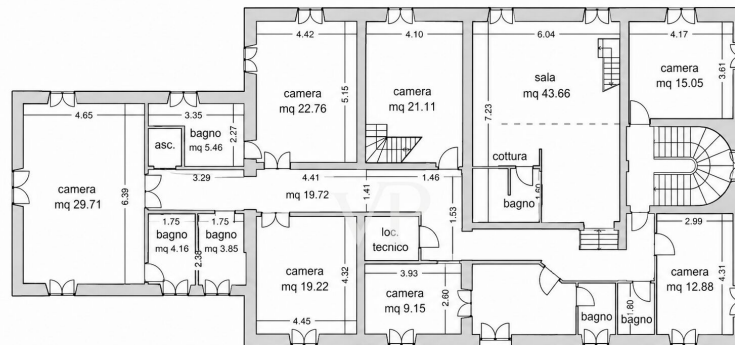 4.42
4.10
6.04
4.17
camera
mq 22.76
5.15
camera
mq 21.11
sala
mq 43.66
7.23
camera
mq 15.05
3.61
4.65
3.35
bagno
mq 5.46
2.27
asc.
camera
mq 29.71
6.39
3.29
4.41
mq 19.72
1.41
1.46
1.53
cottura
bagno
1.60
VP
1.75
bagno
mq 4.16
2.38
1.75
bagno
mq 3.85
loc.
tecnico
camera
mq 19.22
4.32
4.45
3.93
camera
mq 9.15
2.60
bagno
bagno
1.80
2.99
camera
mq 12.88
4.31